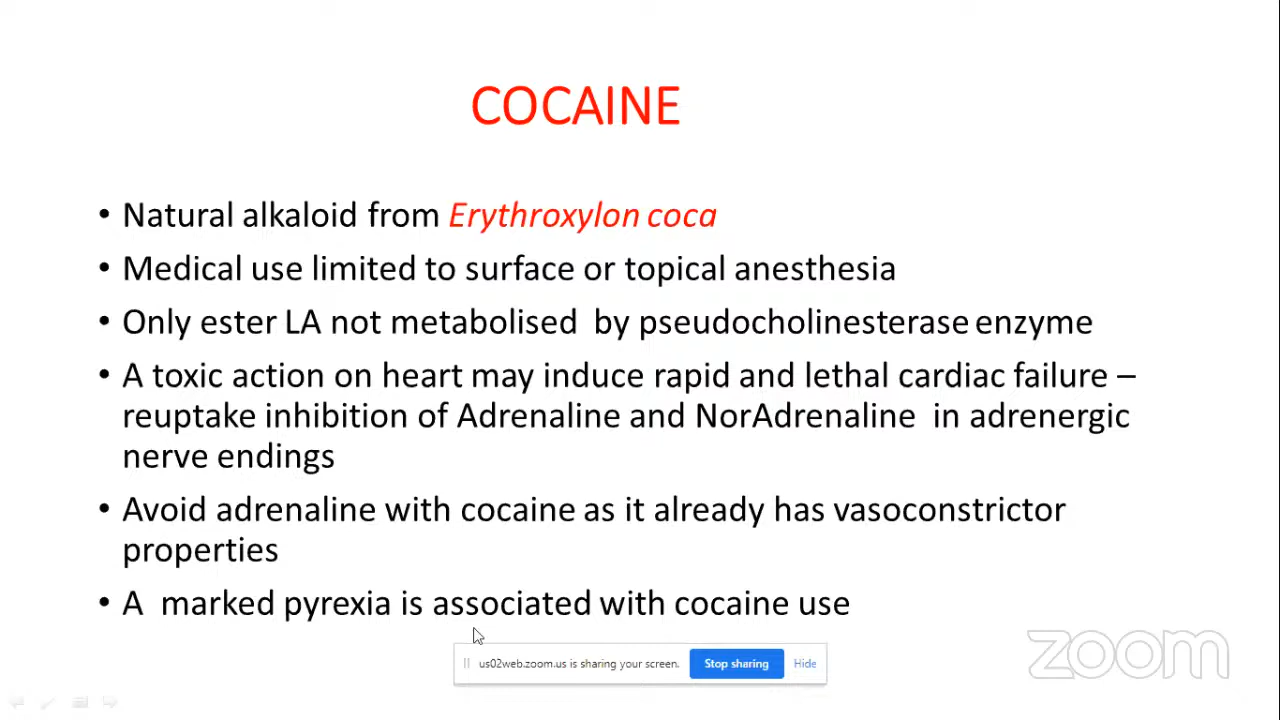 COCAINE
• Natural alkaloid from Erythroxylon coca
• Medical use limited to surface or topical anesthesia
• Only ester LA not metabolised by pseudocholinesterase enzyme
• A toxic action on heart may induce rapid and lethal cardiac failure –
reuptake inhibition of Adrenaline and NorAdrenaline in adrenergic
nerve endings
• Avoid adrenaline with cocaine as it already has vasoconstrictor
properties
• A marked pyrexia is associated with cocaine use
us02web.zoom.us is sharing your screen. Stop sharing Hide
zoom